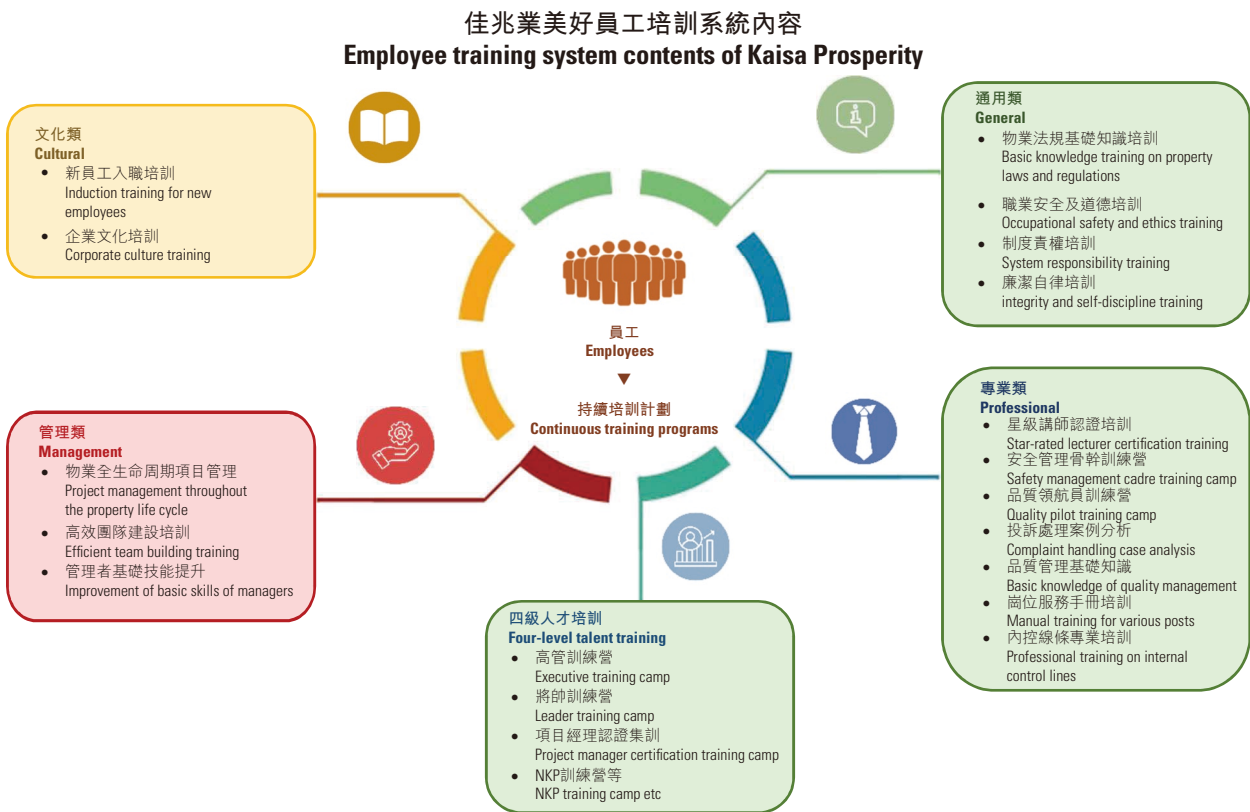 佳兆業美好員工培訓系統內容
Employee training system contents of Kaisa Prosperity
文化類
Cultural
● 新員工入職培訓
Induction training for new
employees
● 企業文化培訓
Corporate culture training
通用類
General
● 物業法規基礎知識培訓
Basic knowledge training on property
laws and regulations
● 職業安全及道德培訓
Occupational safety and ethics training
● 制度責權培訓
System responsibility training
● 廉潔自律培訓
integrity and self-discipline training
員工
Employees
持續培訓計劃
Continuous training programs
管理類
Management
● 物業全生命周期項目管理
Project management throughout
the property life cycle
● 高效團隊建設培訓
Efficient team building training
● 管理者基礎技能提升
Improvement of basic skills of managers
專業類
Professional
● 星級講師認證培訓
Star-rated lecturer certification training
● 安全管理骨幹訓練營
Safety management cadre training camp
● 品質領航員訓練營
Quality pilot training camp
● 投訴處理案例分析
Complaint handling case analysis
● 品質管理基礎知識
Basic knowledge of quality management
● 崗位服務手冊培訓
Manual training for various posts
● 內控線條專業培訓
Professional training on internal
control lines
四級人才培訓
Four-level talent training
● 高管訓練營
Executive training camp
● 將帥訓練營
Leader training camp
● 項目經理認證集訓
Project manager certification training camp
● NKP訓練營等
NKP training camp etc